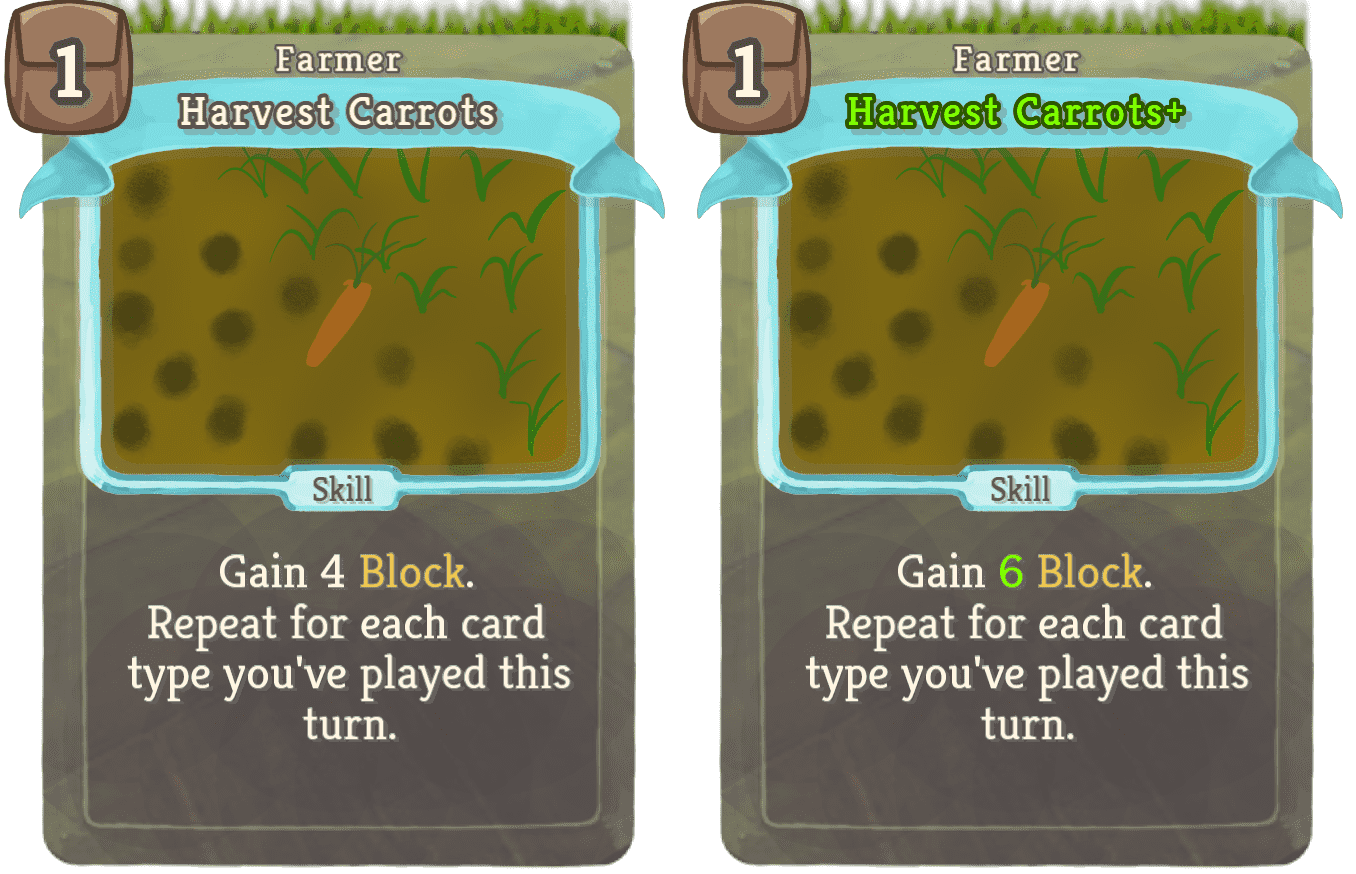 1
Farmer
Harvest Carrots
Skill
Gain 4 Block.
Repeat for each card
type you've played this
turn.
1
Farmer
Harvest Carrots+
Skill
Gain 6 Block.
Repeat for each card
type you've played this
turn.